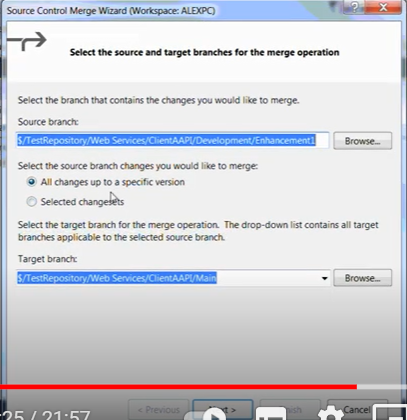 Source Control Merge Wizard (Workspace: ALEXPC)
Select the source and target branches for the merge operation
Select the branch that contains the changes you would like to merge.
Source branch:
$/TestRepository/Web Services/ClientAAPI/Development/Enhancement1
Browse...
Select the source branch changes you would like to merge:
All changes up to a specific version
Selected changesets
Select the target branch for the merge operation. The drop-down list contains all target
branches applicable to the selected source branch.
Target branch:
$/TestRepository/Web Services/ClientAAPI/Main
Browse...
:25 / 21:57
< Previous
Cancel